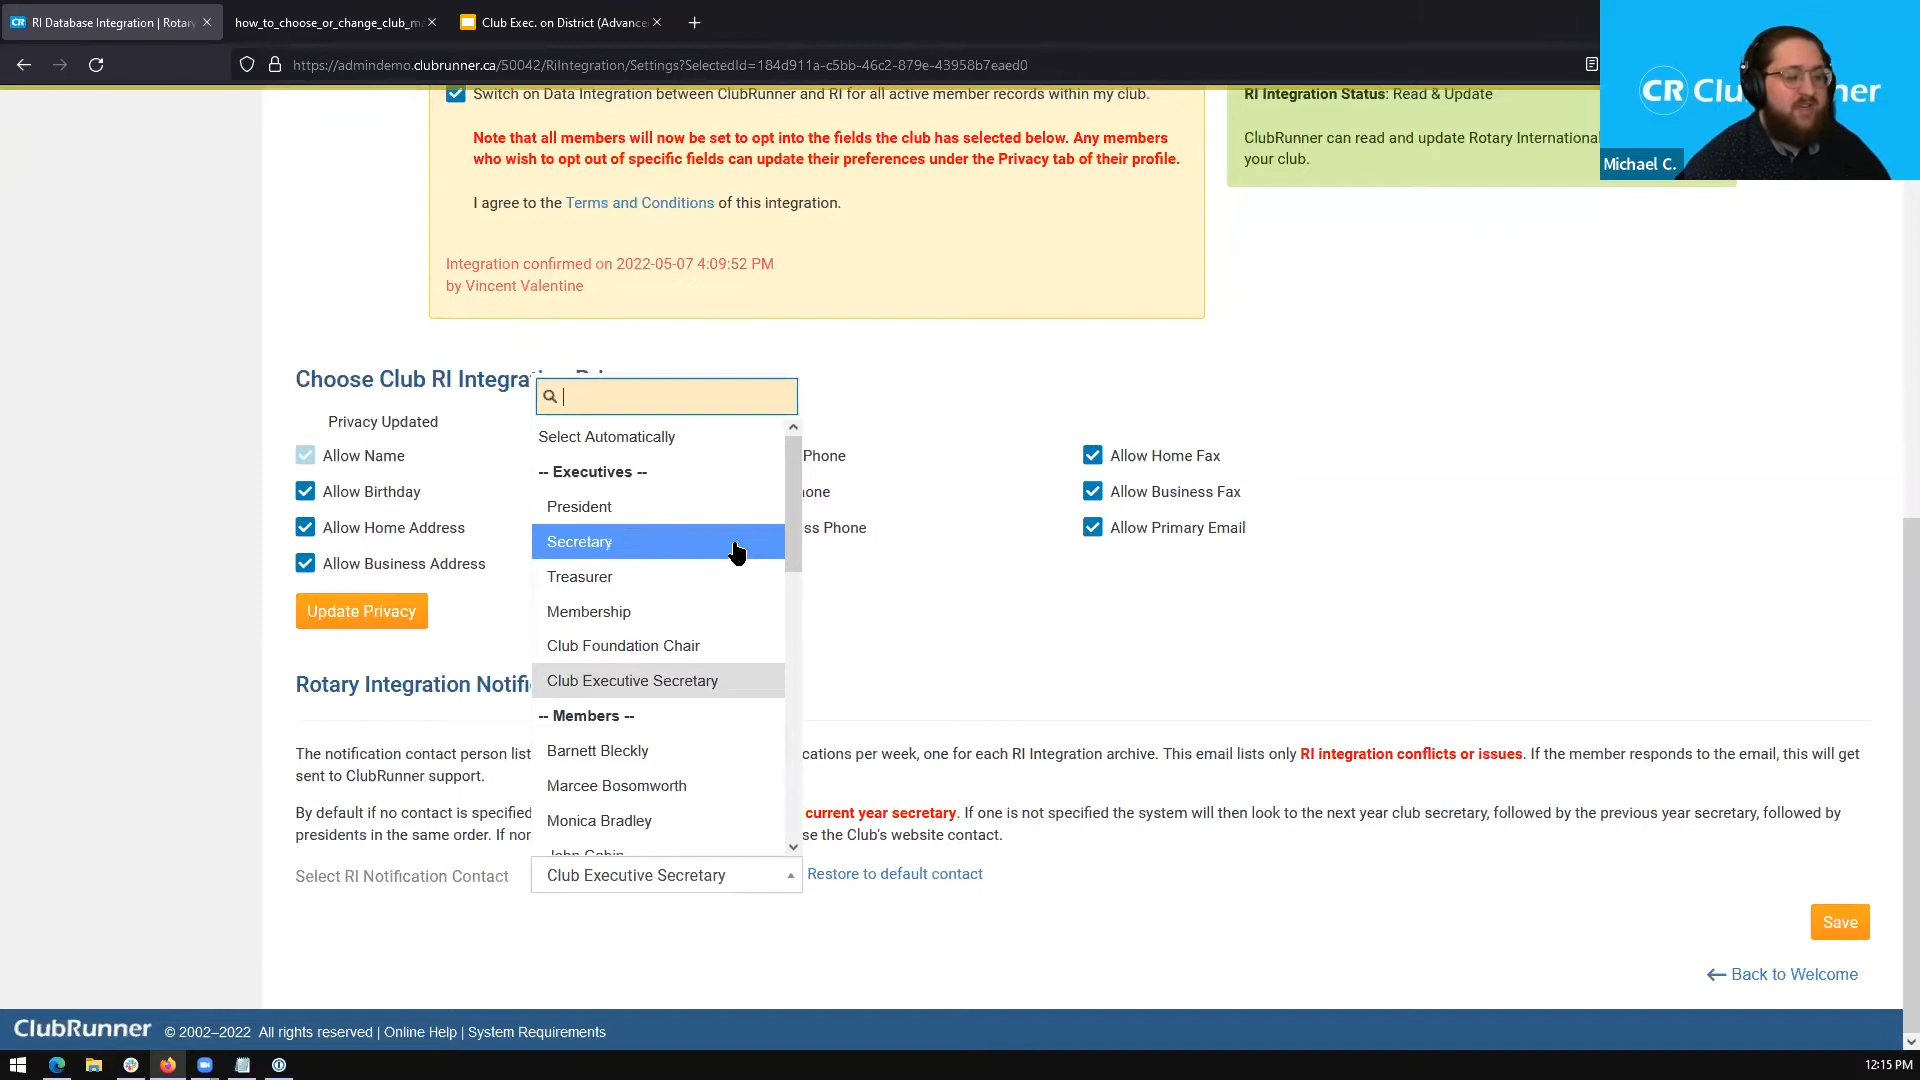 RI Database Integration | Rotary
how_to_choose_or_change_club_m
Club Exec. on District (Advance
https://admindemo.clubrunner.ca/50042/RiIntegration/Settings?SelectedId=184d911a-c5bb-46c2-879e-43958b7eaed0
CR Clu ner
Michael C.
Switch on Data Integration between ClubRunner and RI for all active member records within my club.
Note that all members will now be set to opt into the fields the club has selected below. Any members
who wish to opt out of specific fields can update their preferences under the Privacy tab of their profile.
I agree to the Terms and Conditions of this integration.
Integration confirmed on 2022-05-07 4:09:52 PM
by Vincent Valentine
RI Integration Status: Read & Update
ClubRunner can read and update Rotary International
your club.
Choose Club RI Integra
Privacy Updated
Allow Name
Allow Birthday
Allow Home Address
Allow Business Address
Phone
one
ss Phone
Allow Home Fax
Allow Business Fax
Allow Primary Email
Update Privacy
Select Automatically
-- Executives --
President
Secretary
Treasurer
Membership
Club Foundation Chair
Club Executive Secretary
-- Members --
Barnett Bleckly
Marcee Bosomworth
Monica Bradley
Rotary Integration Notifi
The notification contact person list cations per week, one for each RI Integration archive. This email lists only RI integration conflicts or issues. If the member responds to the email, this will get
sent to ClubRunner support.
By default if no contact is specified current year secretary. If one is not specified the system will then look to the next year club secretary, followed by the previous year secretary, followed by
presidents in the same order. If nor se the Club's website contact.
Select RI Notification Contact
Club Executive Secretary
Restore to default contact
Save
← Back to Welcome
ClubRunner © 2002–2022 All rights reserved | Online Help | System Requirements
12:15 PM